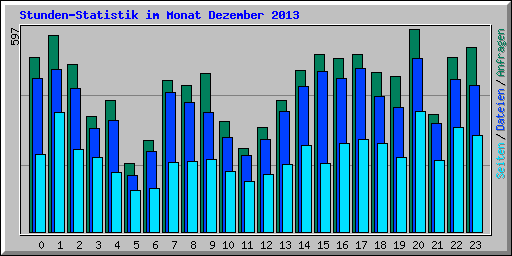 Stunden-Statistik im Monat Dezember 2013
597
Seiten/Dateien/Anfragen
0 1 2 3 4 5 6 7 8 9 10 11 12 13 14 15 16 17 18 19 20 21 22 23